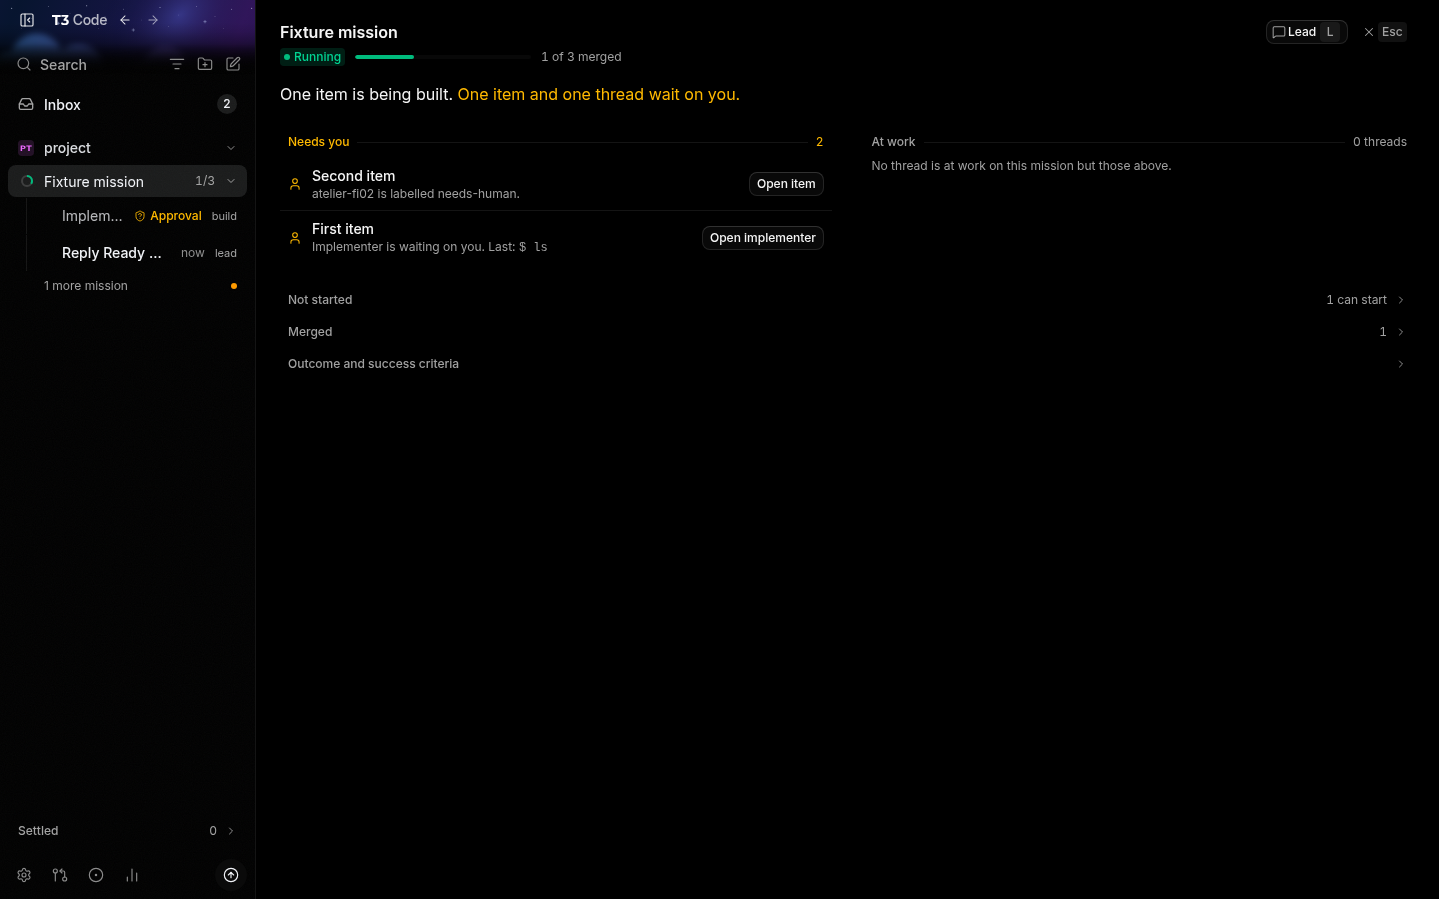 T3 Code
Search
Inbox 2
PT project
Fixture mission 1/3
Implem... Approval build
Reply Ready ... now lead
1 more mission
Settled 0
Fixture mission
Lead L
Esc
Running 1 of 3 merged
One item is being built. One item and one thread wait on you.
Needs you 2
Second item
atelier-fi02 is labelled needs-human.
Open item
First item
Implementer is waiting on you. Last: $ ls
Open implementer
At work 0 threads
No thread is at work on this mission but those above.
Not started 1 can start
Merged 1
Outcome and success criteria